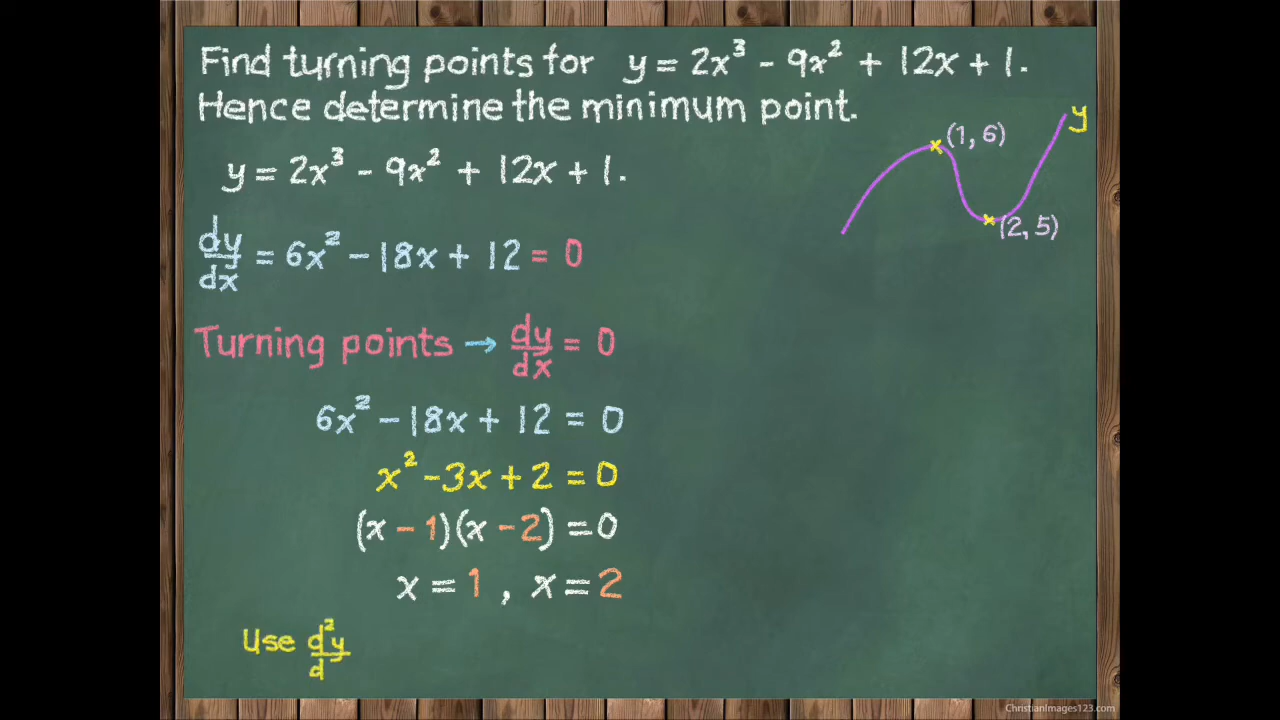 Find turning points for y = 2x³ - 9x² + 12x + 1.
Hence determine the minimum point.
y = 2x³ - 9x² + 12x + 1.
y
(1, 6)
(2, 5)
dy/dx = 6x² - 18x + 12 = 0
Turning points → dy/dx = 0
6x² - 18x + 12 = 0
x² - 3x + 2 = 0
(x - 1)(x - 2) = 0
x = 1 , x = 2
Use d²y/d
ChristianImages123.com